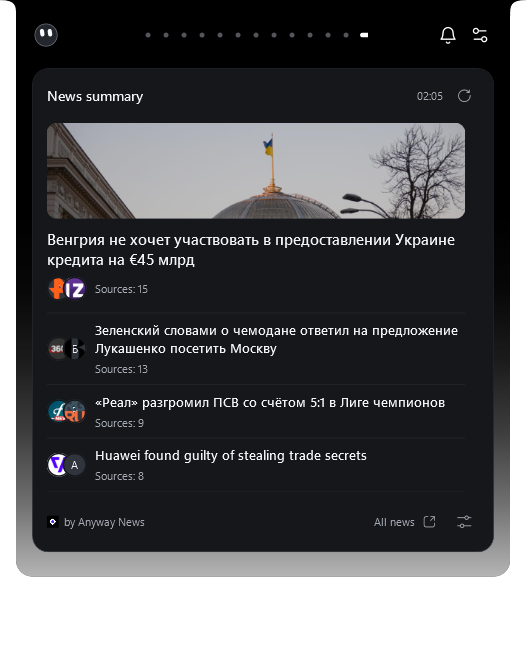 News summary
02:05
Венгрия не хочет участвовать в предоставлении Украине
кредита на €45 млрд
Sources: 15
360
Зеленский словами о чемодане ответил на предложение
Лукашенко посетить Москву
Sources: 13
«Реал» разгромил ПСВ со счётом 5:1 в Лиге чемпионов
Sources: 9
Huawei found guilty of stealing trade secrets
A
Sources: 8
by Anyway News
All news